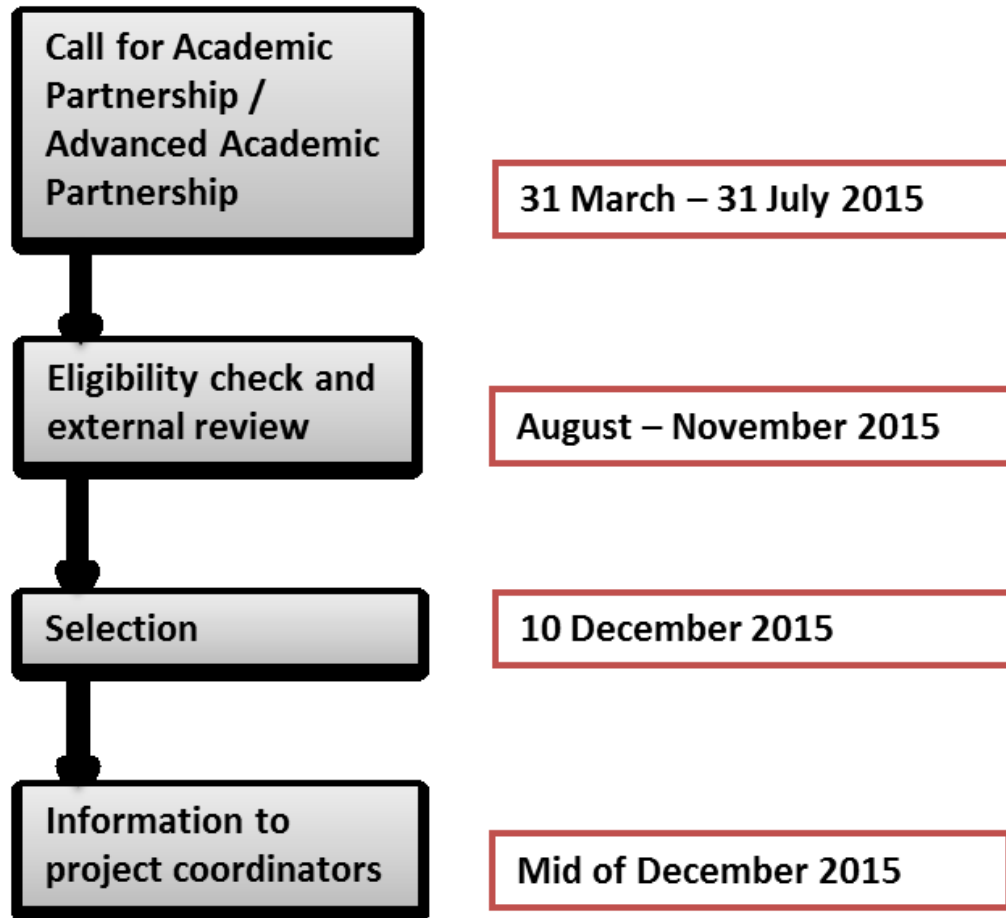 Call for Academic
Partnership /
Advanced Academic
Partnership
31 March – 31 July 2015
Eligibility check and
external review
August – November 2015
Selection
10 December 2015
Information to
project coordinators
Mid of December 2015